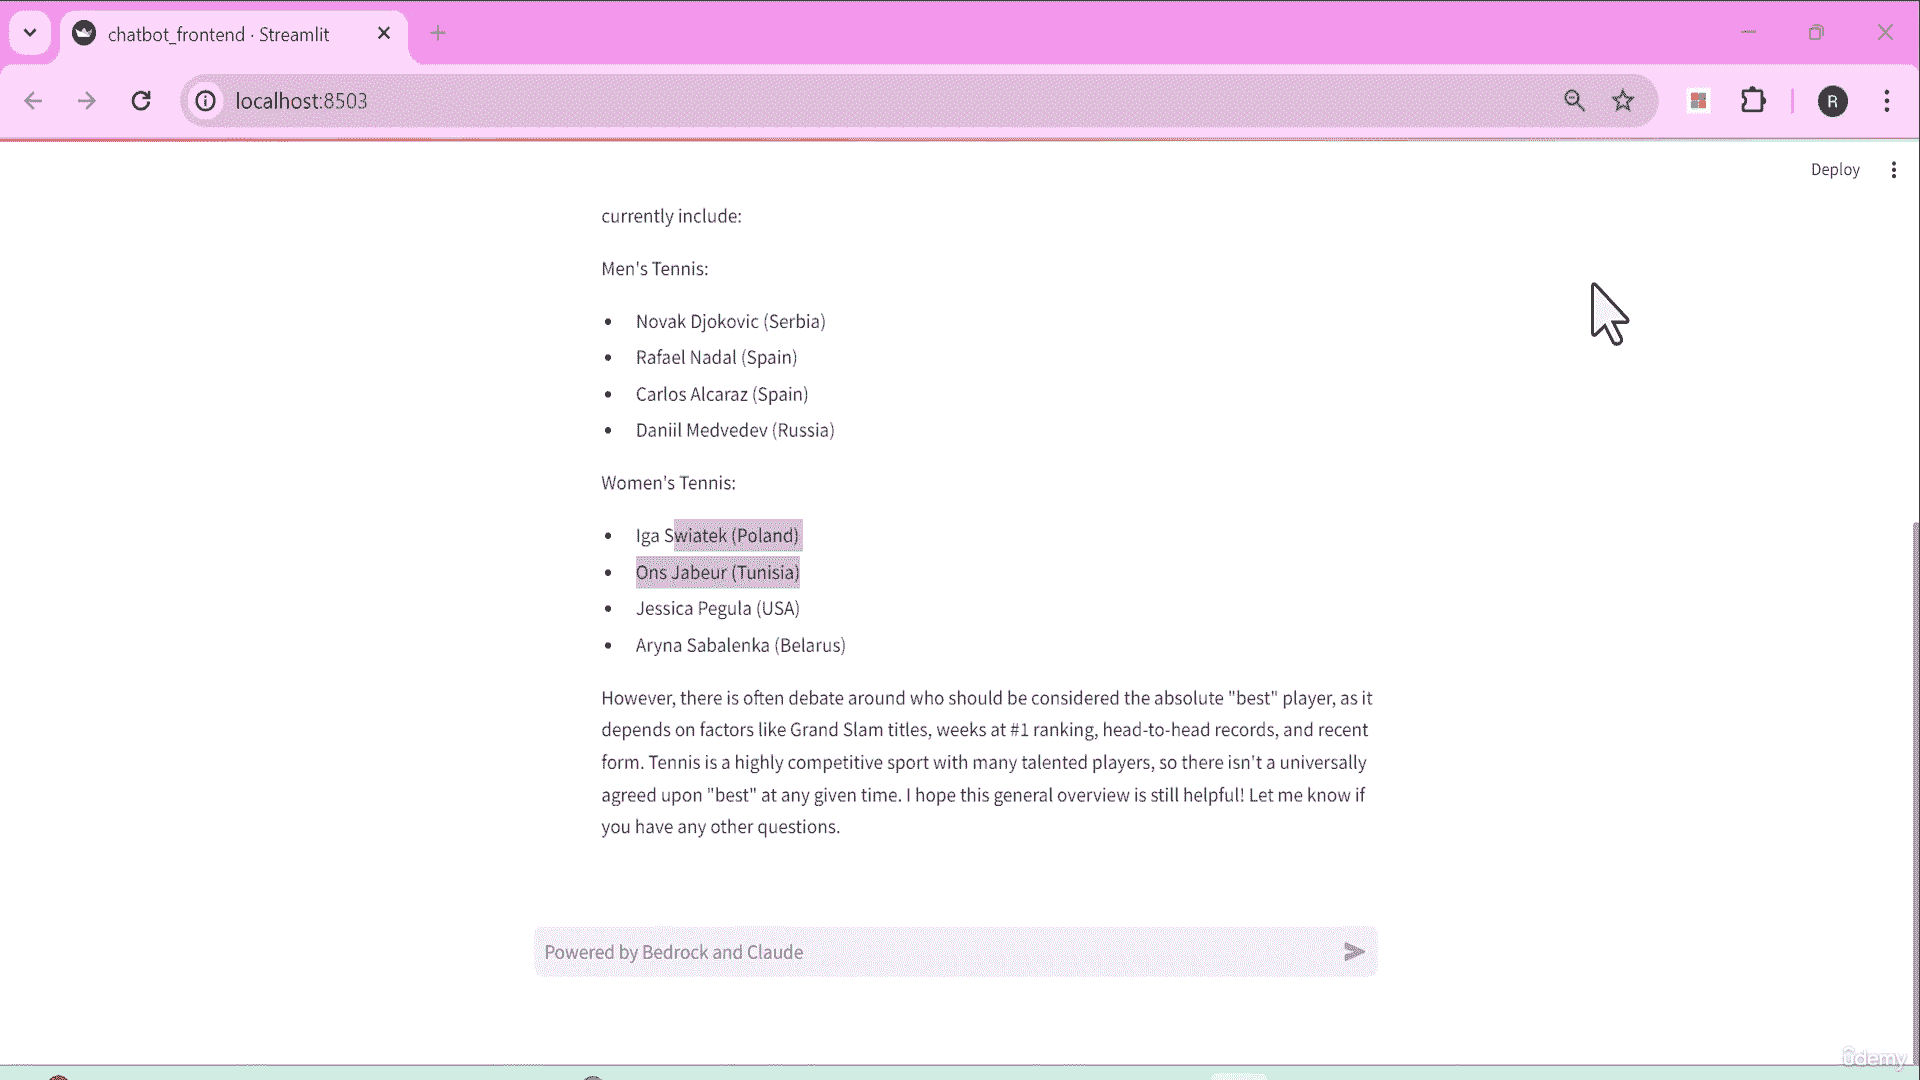 chatbot_frontend · Streamlit
localhost:8503
R
Deploy
currently include:
Men's Tennis:
• Novak Djokovic (Serbia)
• Rafael Nadal (Spain)
• Carlos Alcaraz (Spain)
• Daniil Medvedev (Russia)
Women's Tennis:
• Iga Swiatek (Poland)
• Ons Jabeur (Tunisia)
• Jessica Pegula (USA)
• Aryna Sabalenka (Belarus)
However, there is often debate around who should be considered the absolute "best" player, as it
depends on factors like Grand Slam titles, weeks at #1 ranking, head-to-head records, and recent
form. Tennis is a highly competitive sport with many talented players, so there isn't a universally
agreed upon "best" at any given time. I hope this general overview is still helpful! Let me know if
you have any other questions.
Powered by Bedrock and Claude
ûdemy